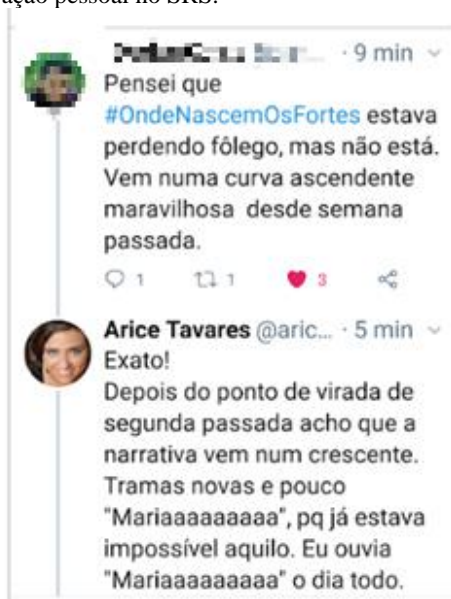 ação pessoal no SRS.
· 9 min
Pensei que
#OndeNascemOsFortes estava
perdendo fôlego, mas não está.
Vem numa curva ascendente
maravilhosa desde semana
passada.
1 1 3
Arice Tavares @aric... · 5 min
Exato!
Depois do ponto de virada de
segunda passada acho que a
narrativa vem num crescente.
Tramas novas e pouco
"Mariaaaaaaaaa", pq já estava
impossível aquilo. Eu ouvia
"Mariaaaaaaaaa" o dia todo.